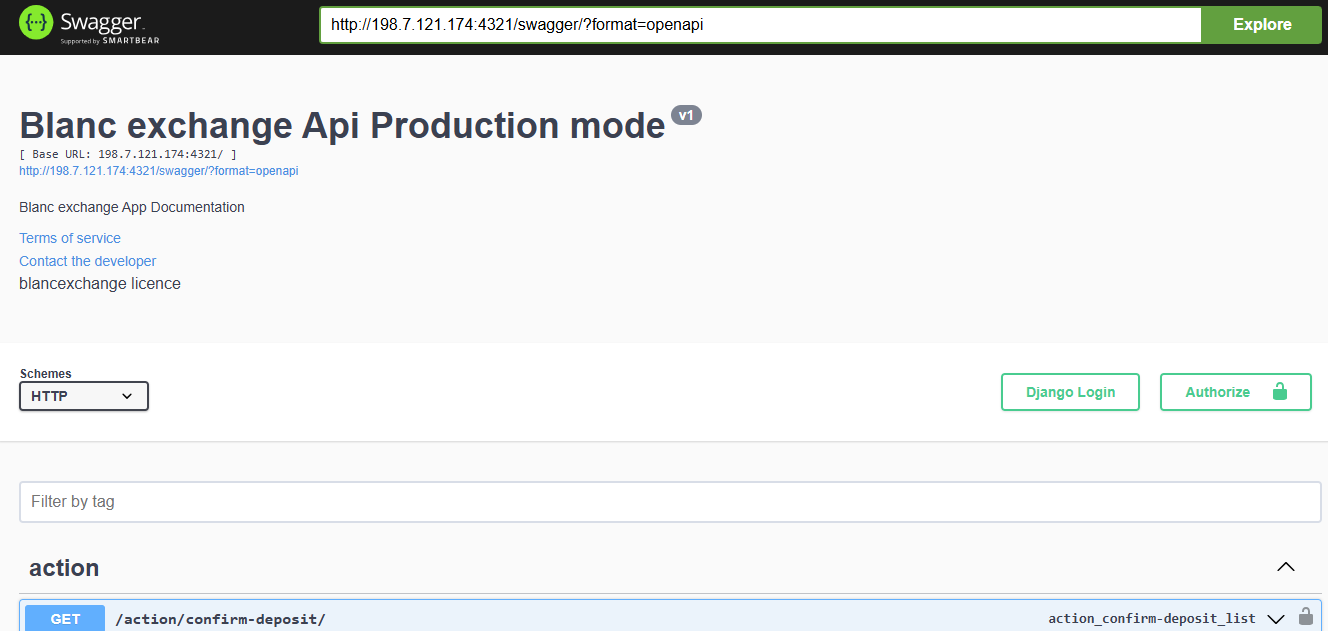 {···} Swagger.
Supported by SMARTBEAR
http://198.7.121.174:4321/swagger/?format=openapi
Explore
Blanc exchange Api Production mode v1
[ Base URL: 198.7.121.174:4321/ ]
http://198.7.121.174:4321/swagger/?format=openapi
Blanc exchange App Documentation
Terms of service
Contact the developer
blancexchange licence
Schemes
HTTP
Django Login
Authorize
Filter by tag
action
GET /action/confirm-deposit/ action_confirm-deposit_list